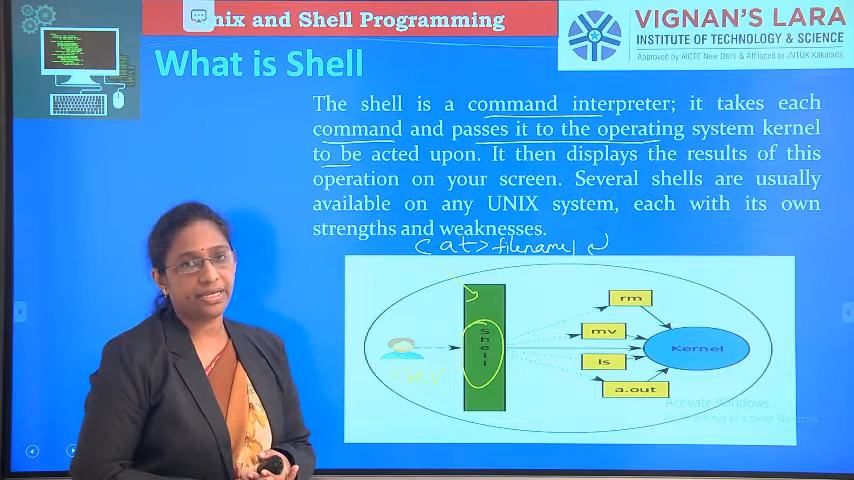 nix and Shell Programming
VIGNAN'S LARA
INSTITUTE OF TECHNOLOGY & SCIENCE
Approved by AICTE New Delhi & Affiliated to JNTUK Kakinada
What is Shell
The shell is a command interpreter; it takes each
command and passes it to the operating system kernel
to be acted upon. It then displays the results of this
operation on your screen. Several shells are usually
available on any UNIX system, each with its own
strengths and weaknesses.
cat > filename
Shell
rm
mv
ls
a.out
Kernel
Activate Windows